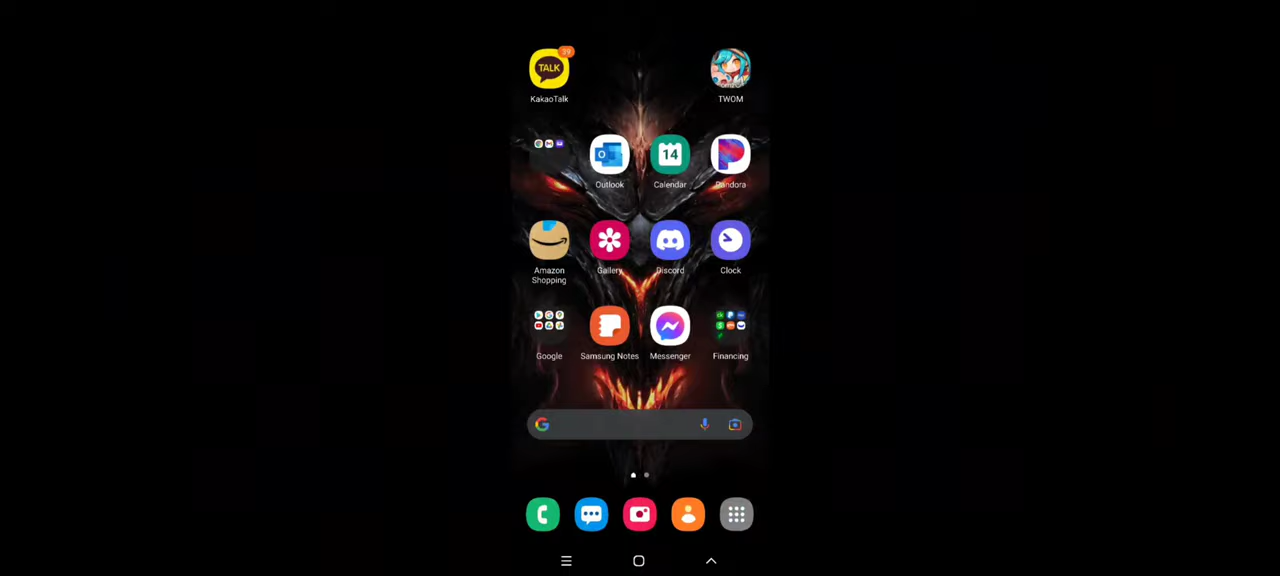 TALK
39
KakaoTalk
TWOM
14
Outlook
Calendar
Pandora
Amazon
Shopping
Gallery
Discord
Clock
Google
Samsung Notes
Messenger
Financing